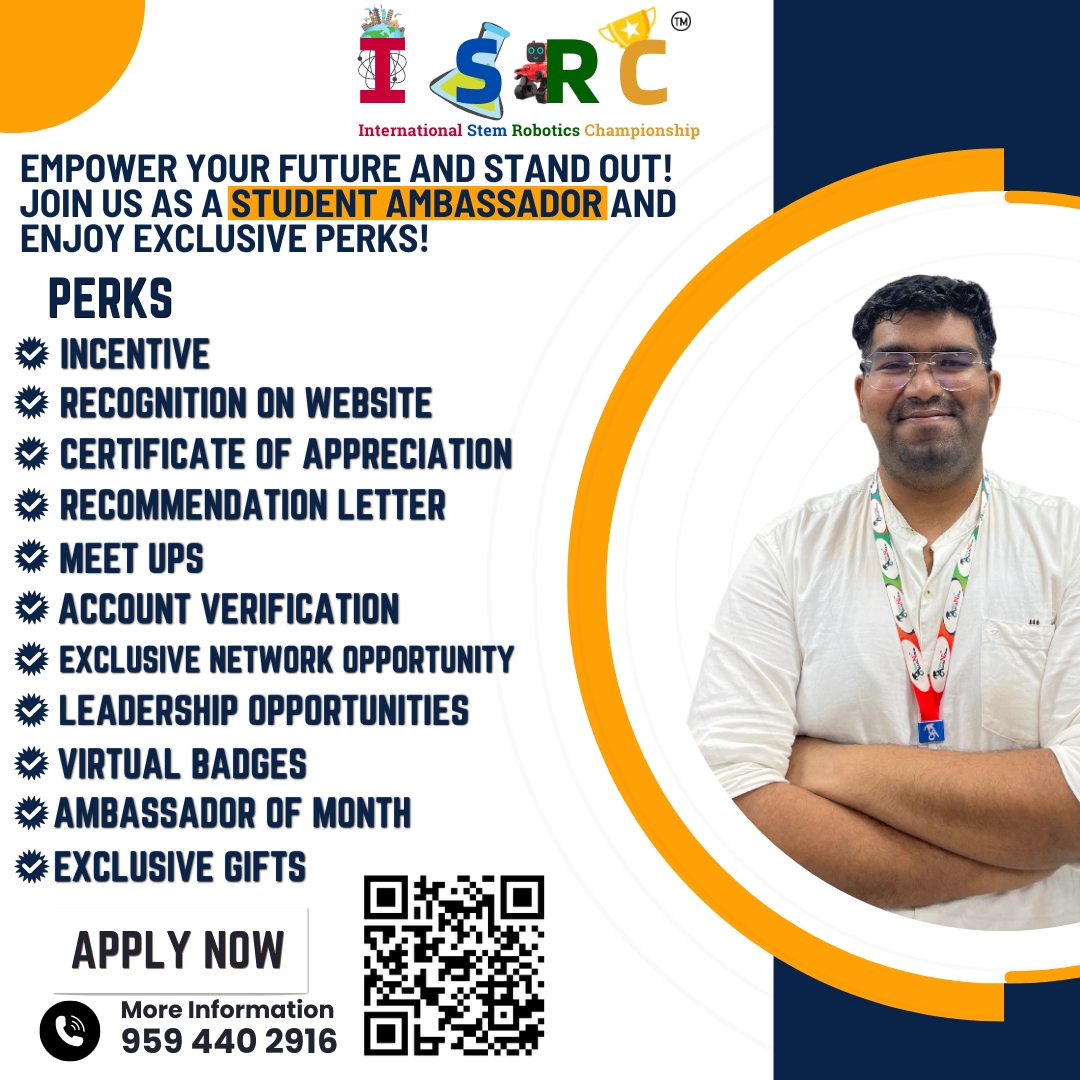 ISRC TM
International Stem Robotics Championship
EMPOWER YOUR FUTURE AND STAND OUT!
JOIN US AS A STUDENT AMBASSADOR AND
ENJOY EXCLUSIVE PERKS!
PERKS
INCENTIVE
RECOGNITION ON WEBSITE
CERTIFICATE OF APPRECIATION
RECOMMENDATION LETTER
MEET UPS
ACCOUNT VERIFICATION
EXCLUSIVE NETWORK OPPORTUNITY
LEADERSHIP OPPORTUNITIES
VIRTUAL BADGES
AMBASSADOR OF MONTH
EXCLUSIVE GIFTS
APPLY NOW
More Information
959 440 2916